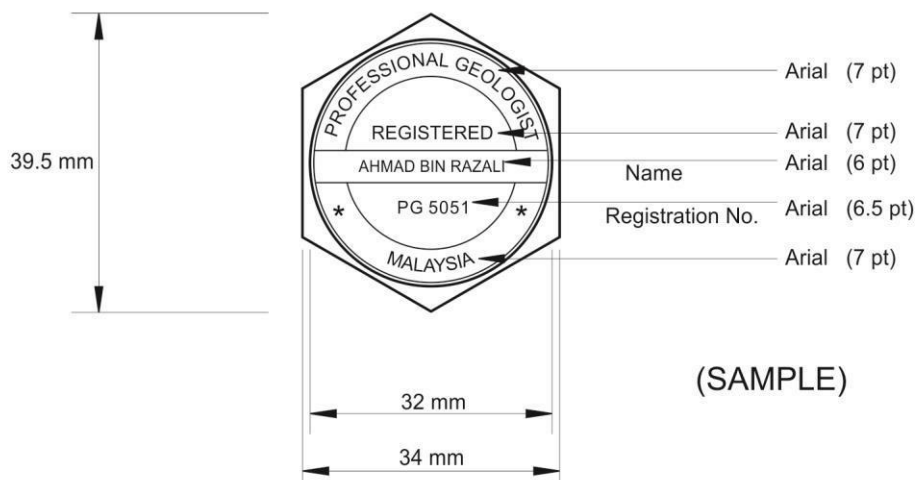 PROFESSIONAL GEOLOGIST
Arial (7 pt)
REGISTERED
Arial (7 pt)
39.5 mm
AHMAD BIN RAZALI
Name
Arial (6 pt)
* PG 5051 *
Registration No.
Arial (6.5 pt)
MALAYSIA
Arial (7 pt)
(SAMPLE)
32 mm
34 mm